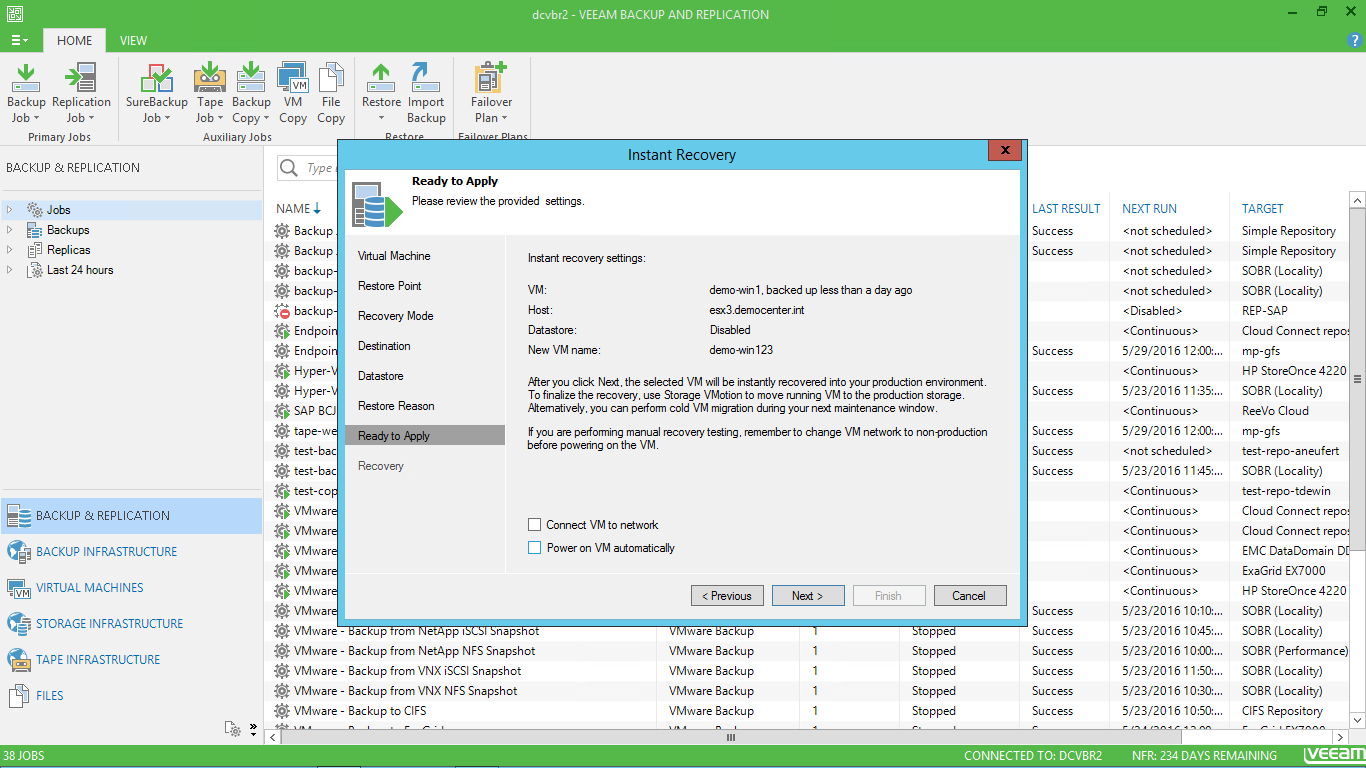 dcvbr2 - VEEAM BACKUP AND REPLICATION
HOME VIEW
?
Backup Job Replication Job SureBackup Job Tape Job Backup Copy VM Copy File Copy Restore Import Backup Failover Plan
Primary Jobs Auxiliary Jobs Restore Failover Plans
BACKUP & REPLICATION
Jobs
Backups
Replicas
Last 24 hours
BACKUP & REPLICATION
BACKUP INFRASTRUCTURE
VIRTUAL MACHINES
STORAGE INFRASTRUCTURE
TAPE INFRASTRUCTURE
FILES
Type
NAME LAST RESULT NEXT RUN TARGET
Backup Success <not scheduled> Simple Repository
Backup Success <not scheduled> Simple Repository
backup- <not scheduled> SOBR (Locality)
backup- <not scheduled> SOBR (Locality)
backup- <Disabled> REP-SAP
Endpoin <Continuous> Cloud Connect repos
Endpoin Success 5/29/2016 12:00:... mp-gfs
Hyper-V <Continuous> HP StoreOnce 4220
Hyper-V Success 5/23/2016 11:35:... SOBR (Locality)
SAP BCJ <Continuous> ReeVo Cloud
tape-we Success <not scheduled> mp-gfs
test-bac Success <not scheduled> test-repo-aneufert
test-bac Success 5/23/2016 11:45:... SOBR (Locality)
test-cop <Continuous> test-repo-tdewin
VMware <Continuous> Cloud Connect repos
VMware <Continuous> Cloud Connect repos
VMware <Continuous> EMC DataDomain DD
VMware <Continuous> ExaGrid EX7000
VMware <Continuous> HP StoreOnce 4220
VMware Success 5/23/2016 10:10:... SOBR (Locality)
VMware - Backup from NetApp iSCSI Snapshot VMware Backup 1 Stopped Success 5/23/2016 10:45:... SOBR (Locality)
VMware - Backup from NetApp NFS Snapshot VMware Backup 1 Stopped Success 5/23/2016 10:00:... SOBR (Performance)
VMware - Backup from VNX iSCSI Snapshot VMware Backup 1 Stopped Success 5/23/2016 11:50:... SOBR (Locality)
VMware - Backup from VNX NFS Snapshot VMware Backup 1 Stopped Success 5/23/2016 10:30:... SOBR (Locality)
VMware - Backup to CIFS VMware Backup 1 Stopped Success 5/23/2016 10:50:... CIFS Repository
Instant Recovery
X
Ready to Apply
Please review the provided settings.
Virtual Machine
Restore Point
Recovery Mode
Destination
Datastore
Restore Reason
Ready to Apply
Recovery
Instant recovery settings:
VM: demo-win1, backed up less than a day ago
Host: esx3.democenter.int
Datastore: Disabled
New VM name: demo-win123
After you click Next, the selected VM will be instantly recovered into your production environment.
To finalize the recovery, use Storage VMotion to move running VM to the production storage.
Alternatively, you can perform cold VM migration during your next maintenance window.
If you are performing manual recovery testing, remember to change VM network to non-production
before powering on the VM.
Connect VM to network
Power on VM automatically
< Previous Next > Finish Cancel
38 JOBS CONNECTED TO: DCVBR2 NFR: 234 DAYS REMAINING veeam